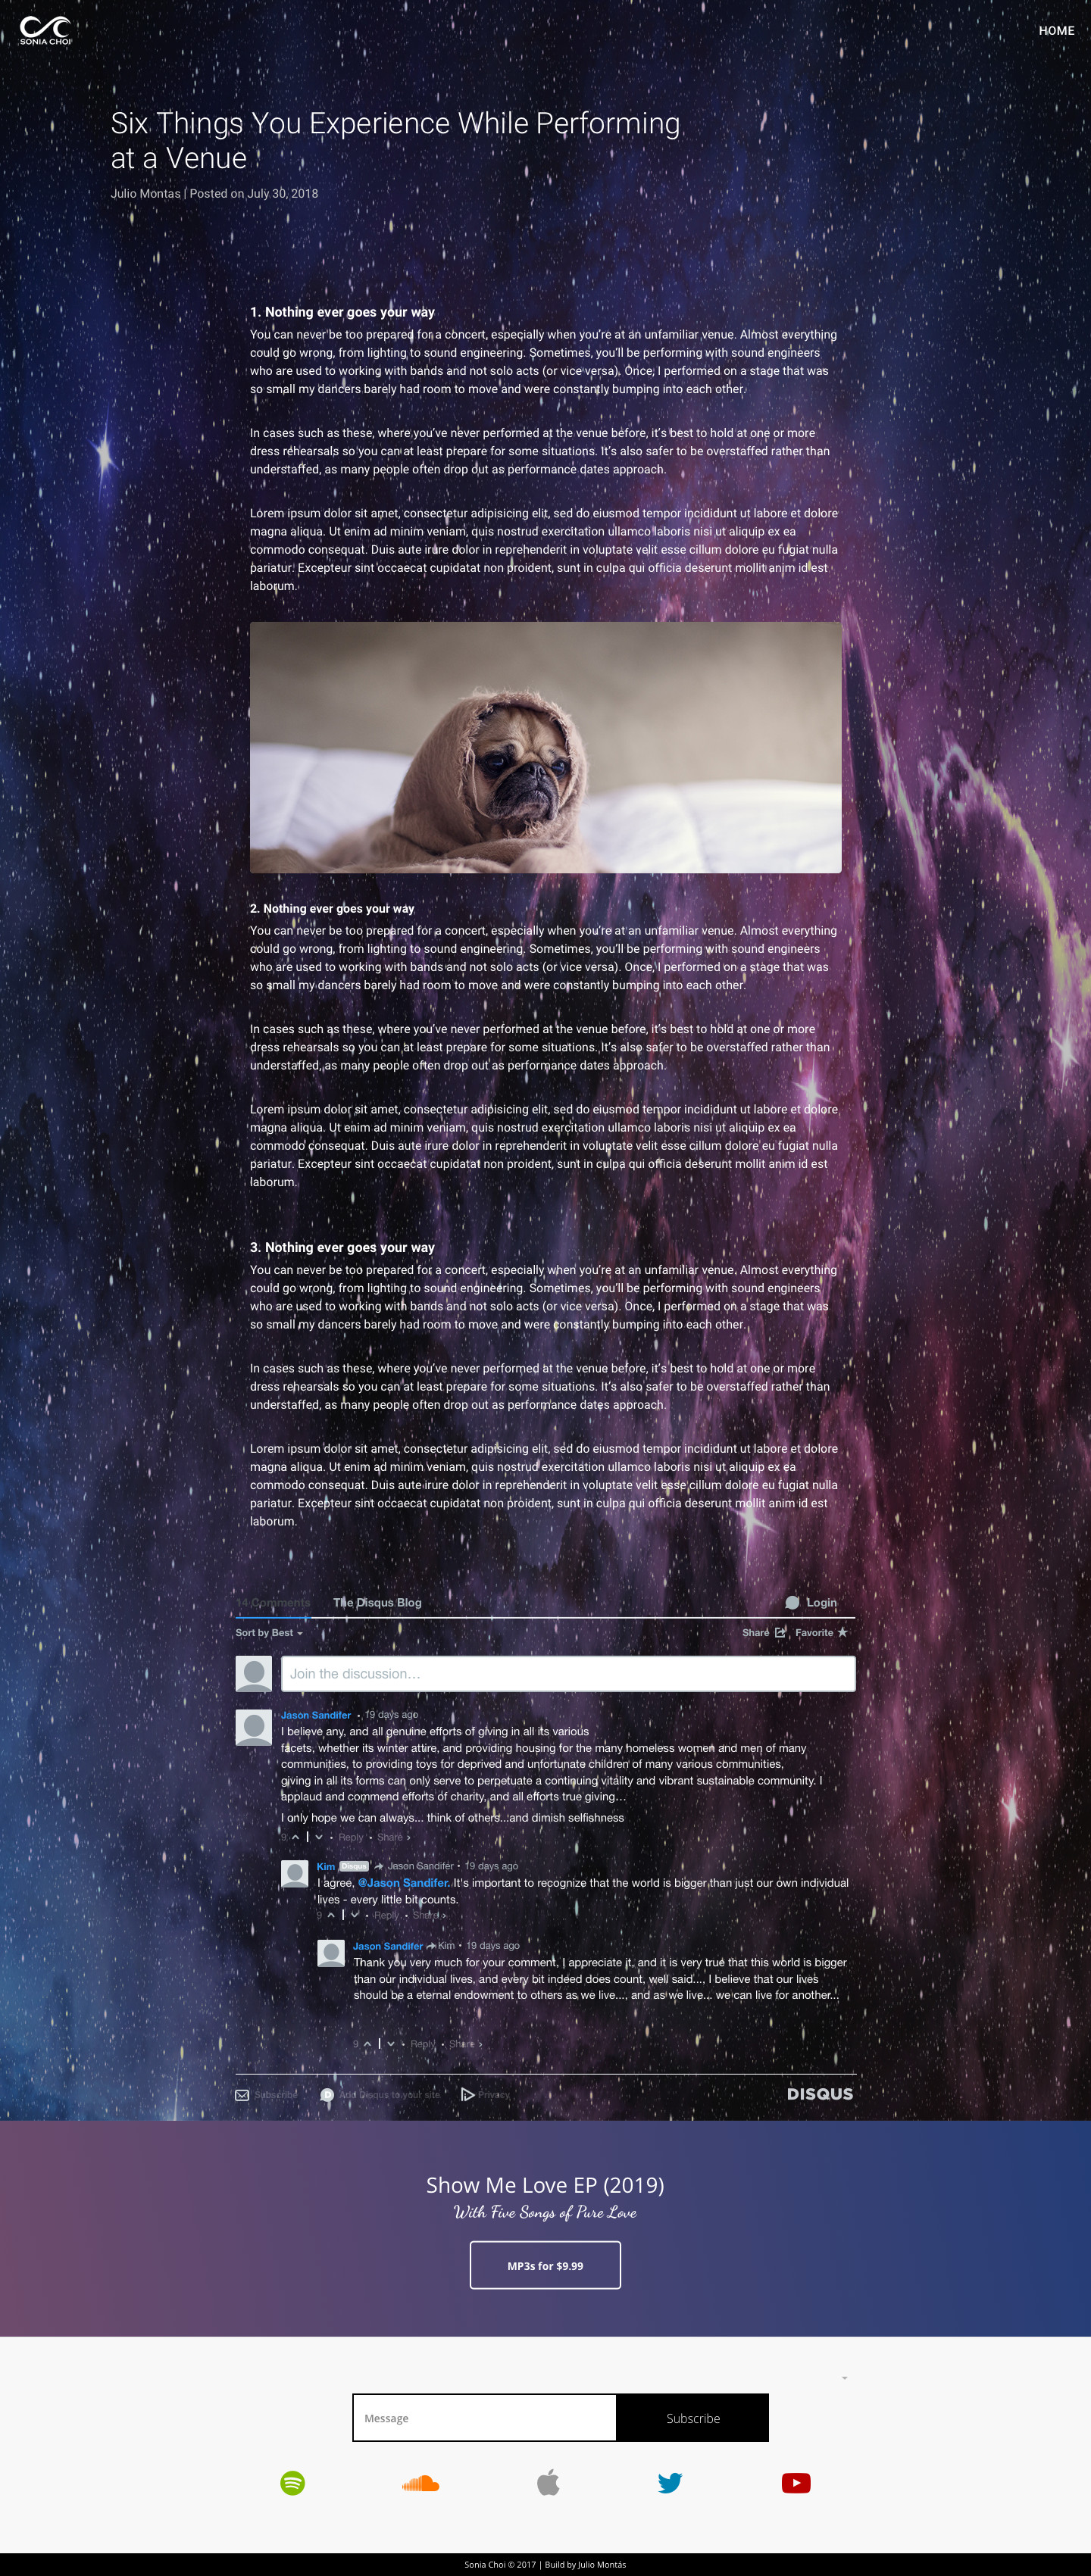 SONIA CHOI
HOME
Six Things You Experience While Performing
at a Venue
Julio Montas | Posted on July 30, 2018
1. Nothing ever goes your way
You can never be too prepared for a concert, especially when you're at an unfamiliar venue. Almost everything
could go wrong, from lighting to sound engineering. Sometimes, you'll be performing with sound engineers
who are used to working with bands and not solo acts (or vice versa). Once, I performed on a stage that was
so small my dancers barely had room to move and were constantly bumping into each other.
In cases such as these, where you've never performed at the venue before, it's best to hold at one or more
dress rehearsals so you can at least prepare for some situations. It's also safer to be overstaffed rather than
understaffed, as many people often drop out as performance dates approach.
Lorem ipsum dolor sit amet, consectetur adipisicing elit, sed do eiusmod tempor incididunt ut labore et dolore
magna aliqua. Ut enim ad minim veniam, quis nostrud exercitation ullamco laboris nisi ut aliquip ex ea
commodo consequat. Duis aute irure dolor in reprehenderit in voluptate velit esse cillum dolore eu fugiat nulla
pariatur. Excepteur sint occaecat cupidatat non proident, sunt in culpa qui officia deserunt mollit anim id est
laborum.
2. Nothing ever goes your way
You can never be too prepared for a concert, especially when you're at an unfamiliar venue. Almost everything
could go wrong, from lighting to sound engineering. Sometimes, you'll be performing with sound engineers
who are used to working with bands and not solo acts (or vice versa). Once, I performed on a stage that was
so small my dancers barely had room to move and were constantly bumping into each other.
In cases such as these, where you've never performed at the venue before, it's best to hold at one or more
dress rehearsals so you can at least prepare for some situations. It's also safer to be overstaffed rather than
understaffed, as many people often drop out as performance dates approach.
Lorem ipsum dolor sit amet, consectetur adipisicing elit, sed do eiusmod tempor incididunt ut labore et dolore
magna aliqua. Ut enim ad minim veniam, quis nostrud exercitation ullamco laboris nisi ut aliquip ex ea
commodo consequat. Duis aute irure dolor in reprehenderit in voluptate velit esse cillum dolore eu fugiat nulla
pariatur. Excepteur sint occaecat cupidatat non proident, sunt in culpa qui officia deserunt mollit anim id est
laborum.
3. Nothing ever goes your way
You can never be too prepared for a concert, especially when you're at an unfamiliar venue. Almost everything
could go wrong, from lighting to sound engineering. Sometimes, you'll be performing with sound engineers
who are used to working with bands and not solo acts (or vice versa). Once, I performed on a stage that was
so small my dancers barely had room to move and were constantly bumping into each other.
In cases such as these, where you've never performed at the venue before, it's best to hold at one or more
dress rehearsals so you can at least prepare for some situations. It's also safer to be overstaffed rather than
understaffed, as many people often drop out as performance dates approach.
Lorem ipsum dolor sit amet, consectetur adipisicing elit, sed do eiusmod tempor incididunt ut labore et dolore
magna aliqua. Ut enim ad minim veniam, quis nostrud exercitation ullamco laboris nisi ut aliquip ex ea
commodo consequat. Duis aute irure dolor in reprehenderit in voluptate velit esse cillum dolore eu fugiat nulla
pariatur. Excepteur sint occaecat cupidatat non proident, sunt in culpa qui officia deserunt mollit anim id est
laborum.
14 Comments The Disqus Blog Login
Sort by Best Share Favorite
Join the discussion…
Jason Sandifer • 19 days ago
I believe any, and all genuine efforts of giving in all its various
facets, whether its winter attire, and providing housing for the many homeless women and men of many
communities, to providing toys for deprived and unfortunate children of many various communities,
giving in all its forms can only serve to perpetuate a continuing vitality and vibrant sustainable community. I
applaud and commend efforts of charity, and all efforts true giving…
I only hope we can always... think of others...and dimish selfishness
9 | • Reply • Share ›
Kim Disqus Jason Sandifer • 19 days ago
I agree, @Jason Sandifer. It's important to recognize that the world is bigger than just our own individual
lives - every little bit counts.
9 | • Reply • Share ›
Jason Sandifer Kim • 19 days ago
Thank you very much for your comment, I appreciate it, and it is very true that this world is bigger
than our individual lives, and every bit indeed does count, well said..., I believe that our lives
should be a eternal endowment to others as we live..., and as we live... we can live for another...
9 | • Reply • Share ›
Subscribe D Add Disqus to your site Privacy DISQUS
Show Me Love EP (2019)
With Five Songs of Pure Love
MP3s for $9.99
Message Subscribe
Sonia Choi © 2017 | Build by Julio Montás